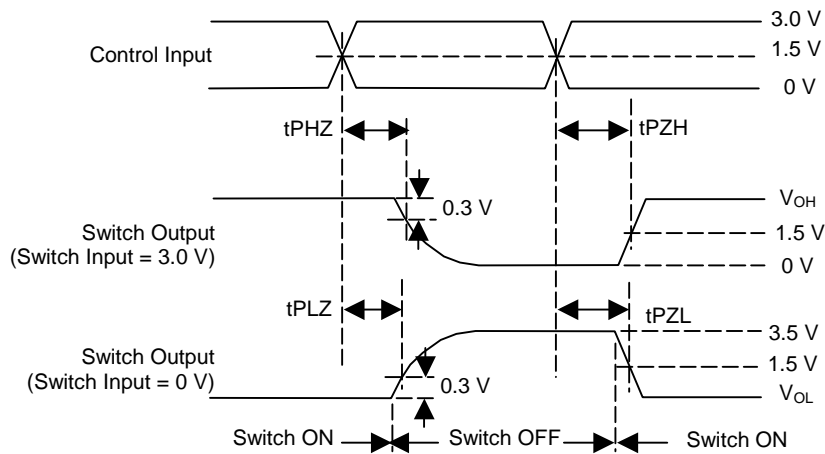 3.0 V
Control Input
1.5 V
0 V
tPHZ
tPZH
0.3 V
VOH
Switch Output
(Switch Input = 3.0 V)
1.5 V
0 V
tPLZ
tPZL
3.5 V
Switch Output
(Switch Input = 0 V)
1.5 V
0.3 V
VOL
Switch ON
Switch OFF
Switch ON